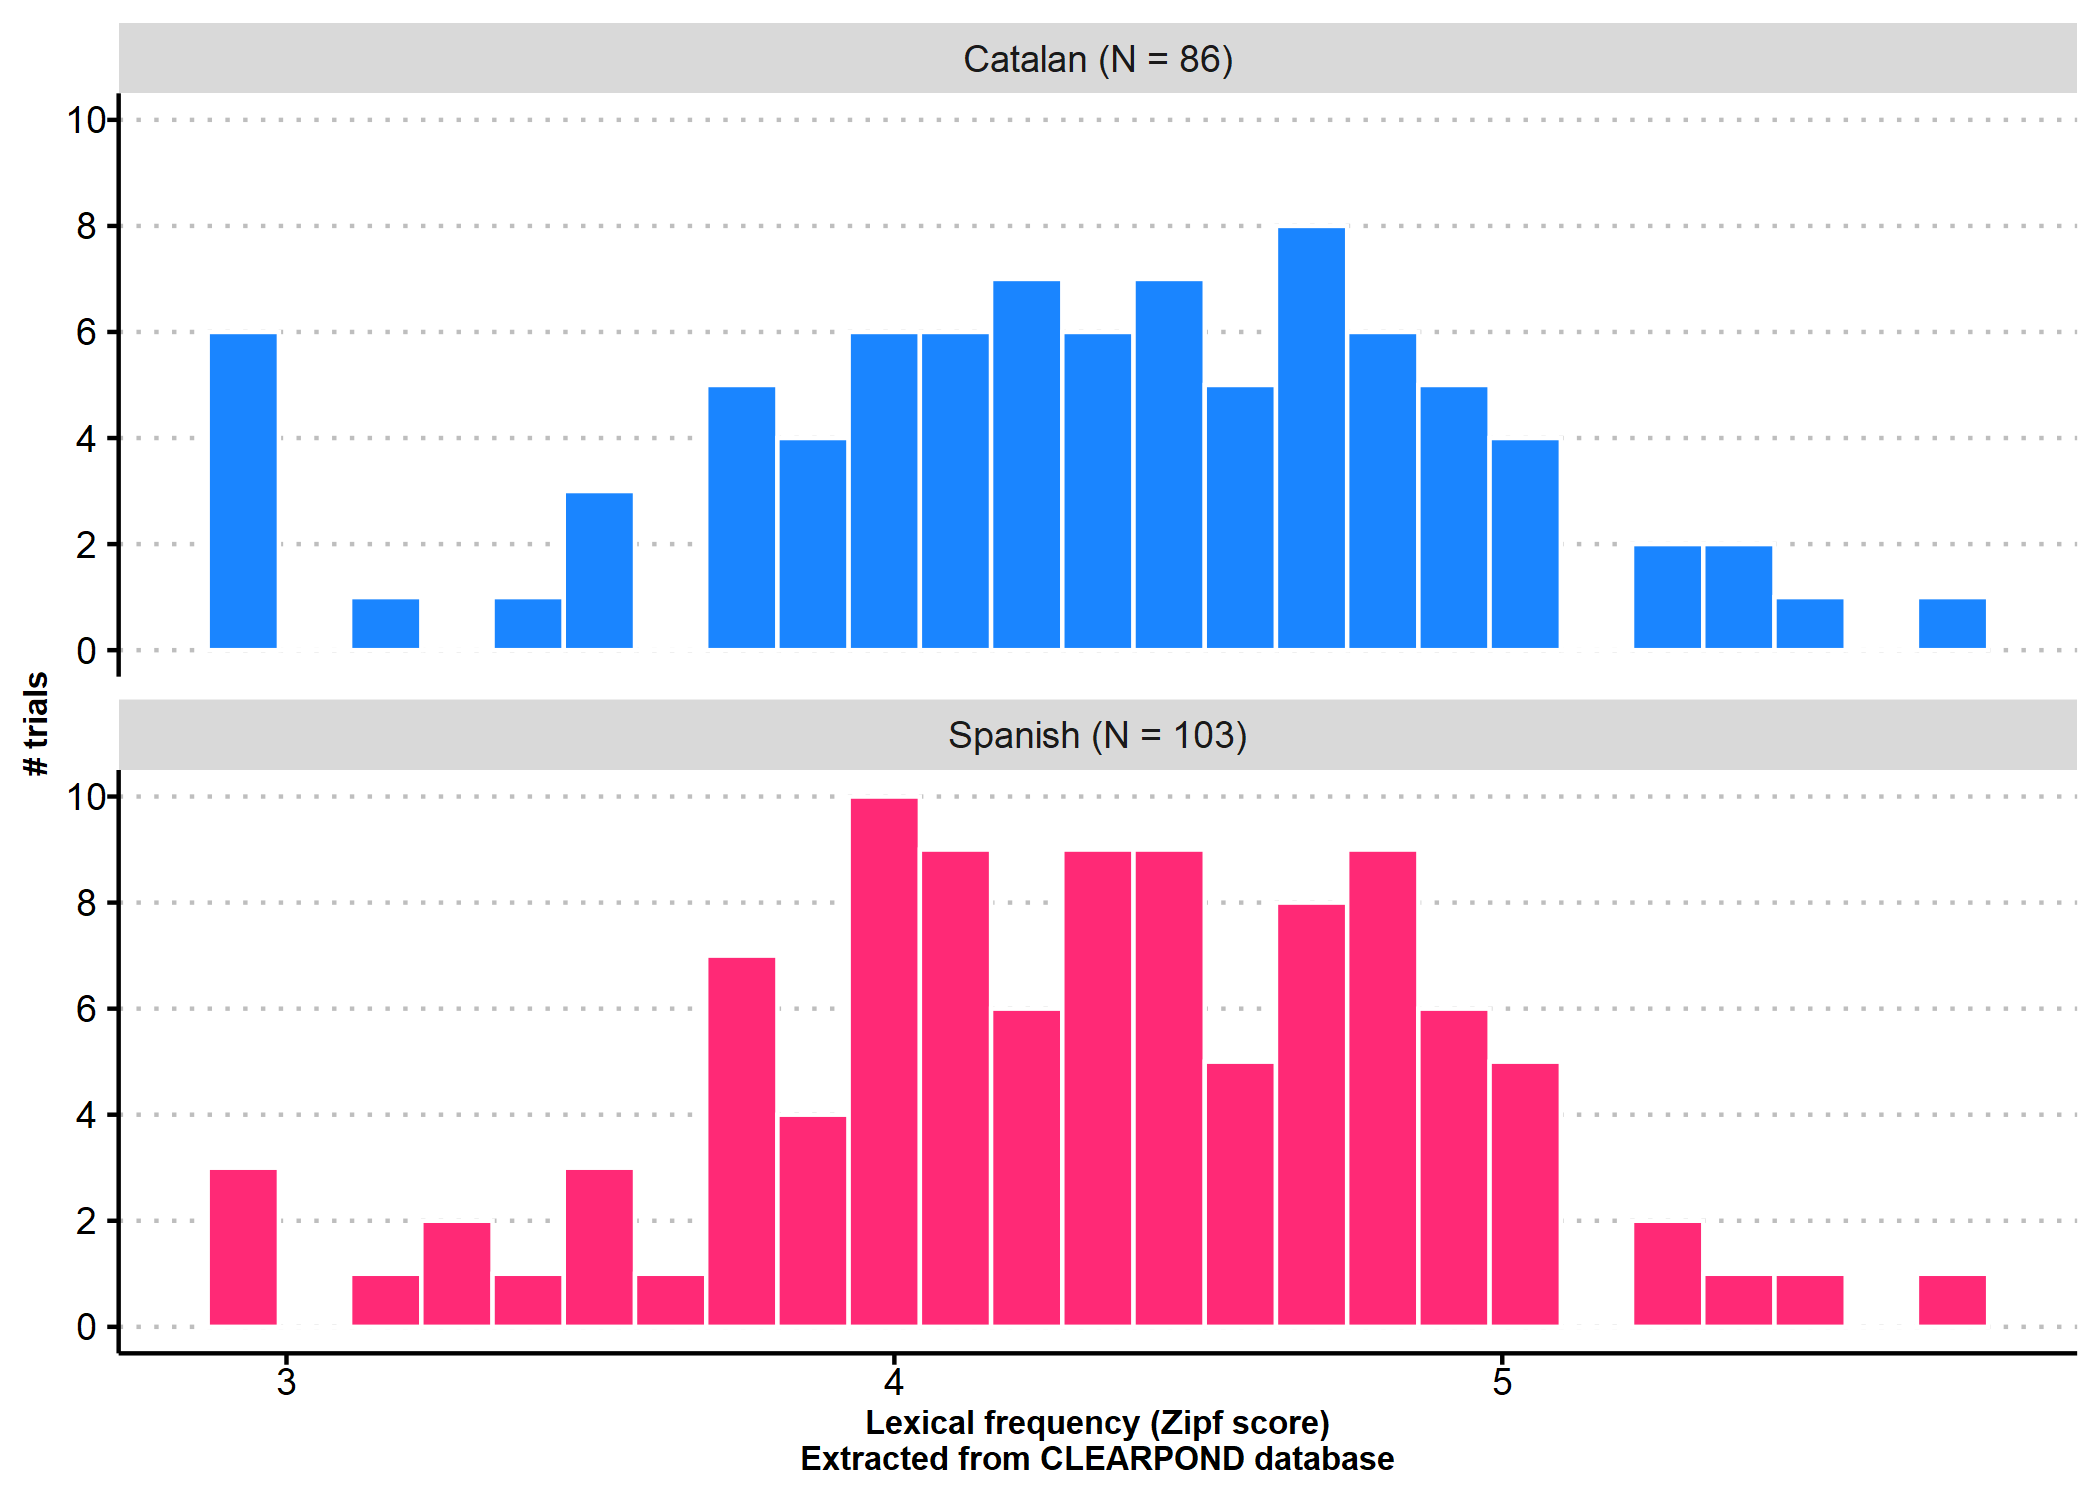 Catalan (N = 86)
10
8
6
4
2
0
# trials
Spanish (N = 103)
10
8
6
4
2
0
3 4 5
Lexical frequency (Zipf score)
Extracted from CLEARPOND database